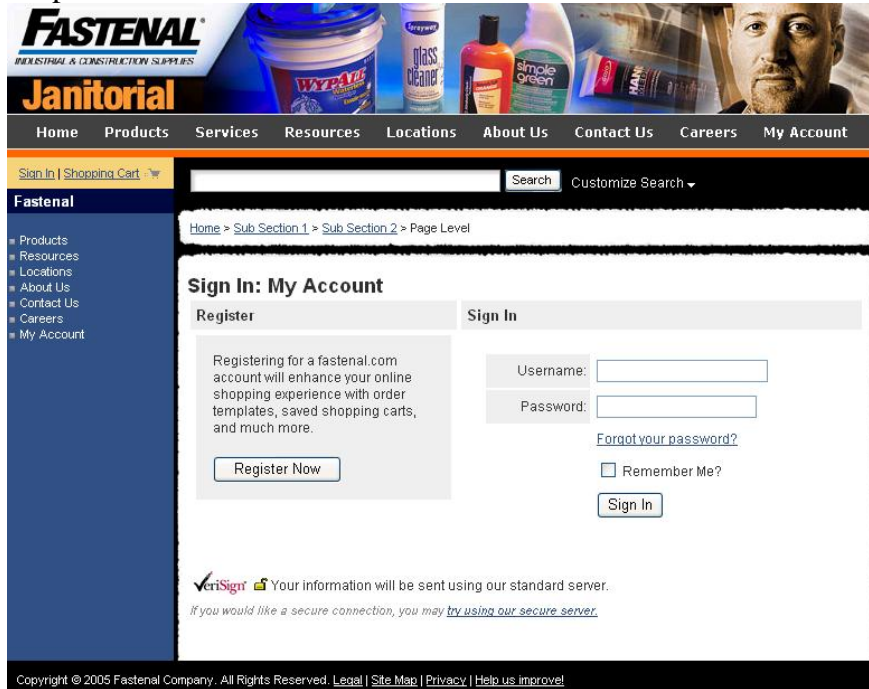 FASTENAL
INDUSTRIAL & CONSTRUCTION SUPPLIES
Janitorial
WYPALL
Waterless
Sprayway
glass
cleaner
ORANGE
simple
green
HAND
Home Products Services Resources Locations About Us Contact Us Careers My Account
Sign In | Shopping Cart
Search Customize Search
Fastenal
Home > Sub Section 1 > Sub Section 2 > Page Level
Products
Resources
Locations
About Us
Contact Us
Careers
My Account
Sign In: My Account
Register
Registering for a fastenal.com
account will enhance your online
shopping experience with order
templates, saved shopping carts,
and much more.
Register Now
Sign In
Username:
Password:
Forgot your password?
Remember Me?
Sign In
VeriSign Your information will be sent using our standard server.
If you would like a secure connection, you may try using our secure server.
Copyright © 2005 Fastenal Company. All Rights Reserved. Legal | Site Map | Privacy | Help us improve!